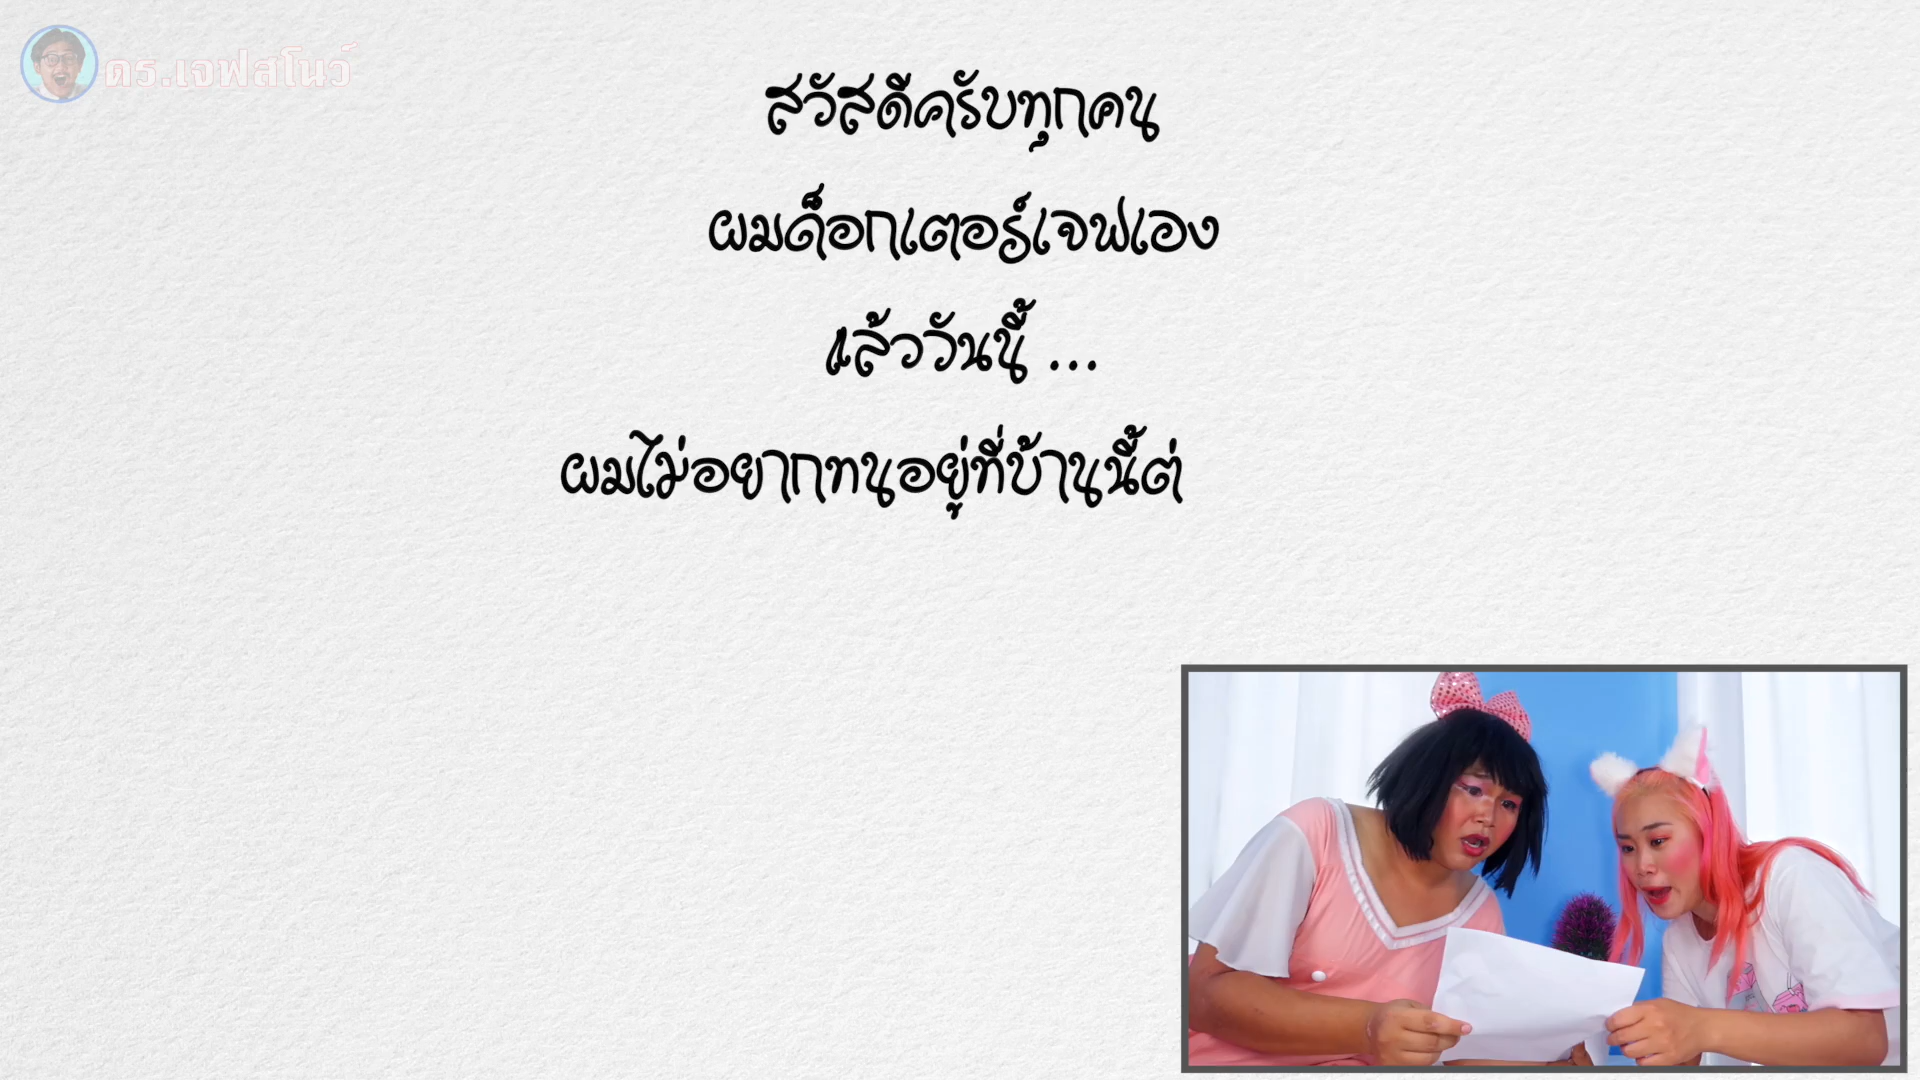 ดร.เจฟสโนว์
สวัสดีครับทุกคน
ผมด็อกเตอร์เจฟเอง
แล้ววันนี้ ...
ผมไม่อยากทนอยู่ที่บ้านนี้ต่